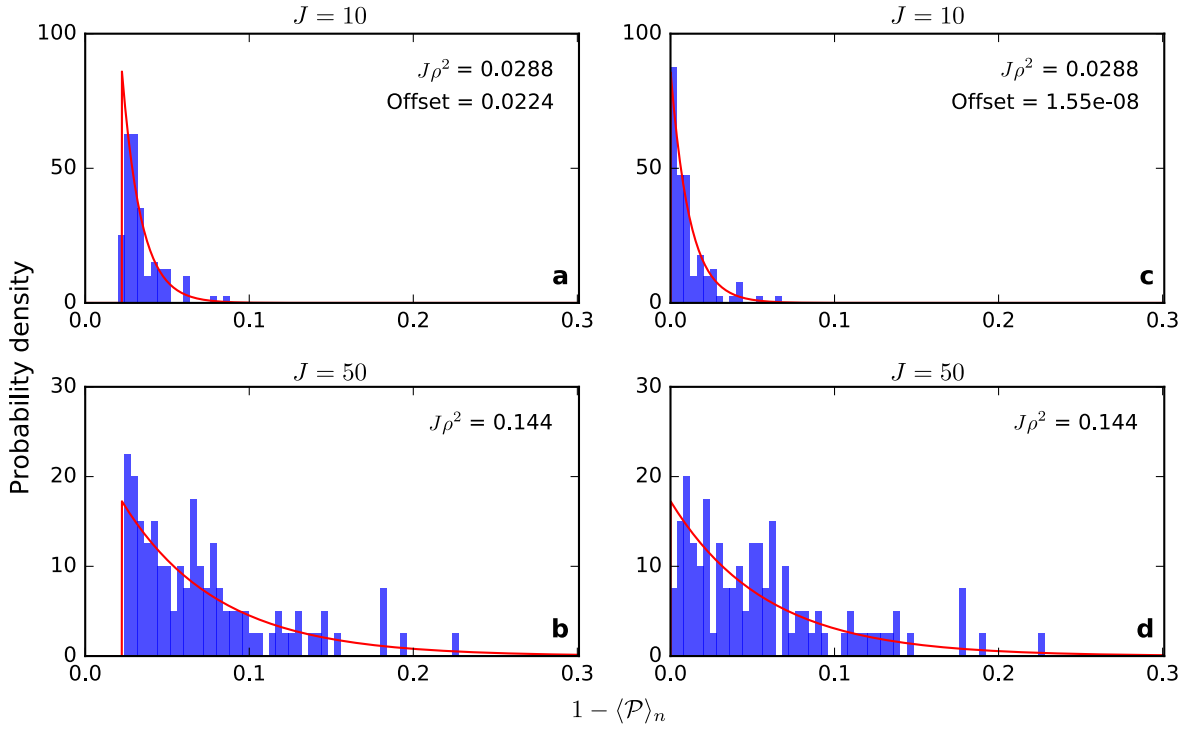 J = 10
100
50
0
Jρ² = 0.0288
Offset = 0.0224
a
0.0 0.1 0.2 0.3
J = 10
100
50
0
Jρ² = 0.0288
Offset = 1.55e-08
c
0.0 0.1 0.2 0.3
Probability density
J = 50
30
20
10
0
Jρ² = 0.144
b
0.0 0.1 0.2 0.3
J = 50
30
20
10
0
Jρ² = 0.144
d
0.0 0.1 0.2 0.3
1 − ⟨𝒫⟩ₙ